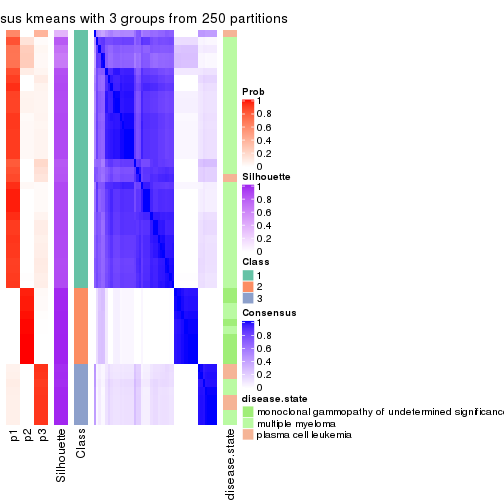 sus kmeans with 3 groups from 250 partitions
Prob
1
0.8
0.6
0.4
0.2
0
Silhouette
1
0.8
0.6
0.4
0.2
0
Class
1
2
3
Consensus
1
0.8
0.6
0.4
0.2
0
disease.state
monoclonal gammopathy of undetermined significance
multiple myeloma
plasma cell leukemia
p1
p2
p3
Silhouette
Class
disease.state